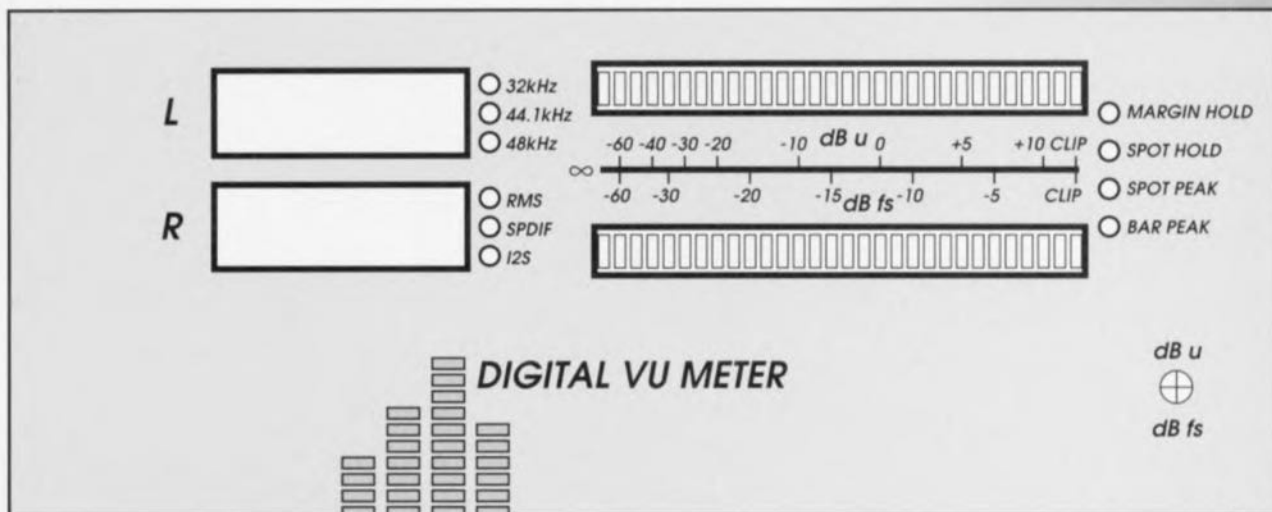 L
32kHz
44.1kHz
48kHz
R
RMS
SPDIF
I2S
-60 -40 -30 -20 -10 dB u 0 +5 +10 CLIP
∞
-60 -30 -20 -15 dB fs -10 -5 CLIP
MARGIN HOLD
SPOT HOLD
SPOT PEAK
BAR PEAK
DIGITAL VU METER
dB u
dB fs